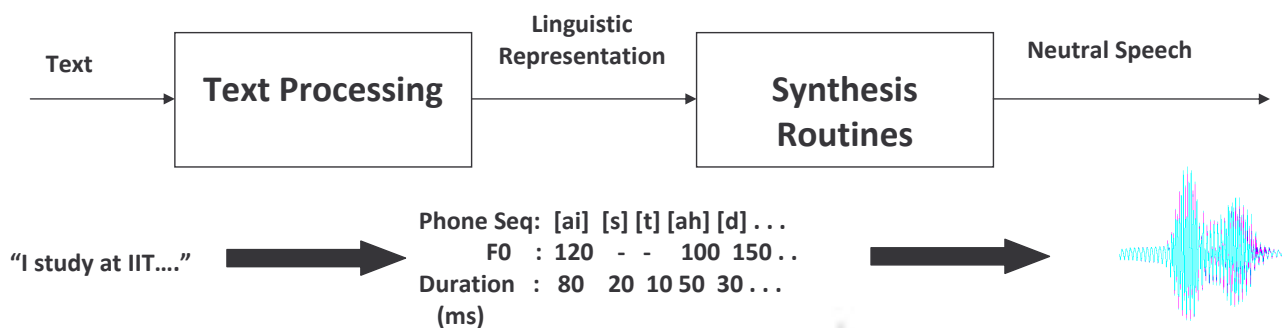 Text
Text Processing
Linguistic
Representation
Synthesis
Routines
Neutral Speech
"I study at IIT…."
Phone Seq: [ai] [s] [t] [ah] [d] . . .
F0 : 120 - - 100 150 . .
Duration : 80 20 10 50 30 . . .
(ms)